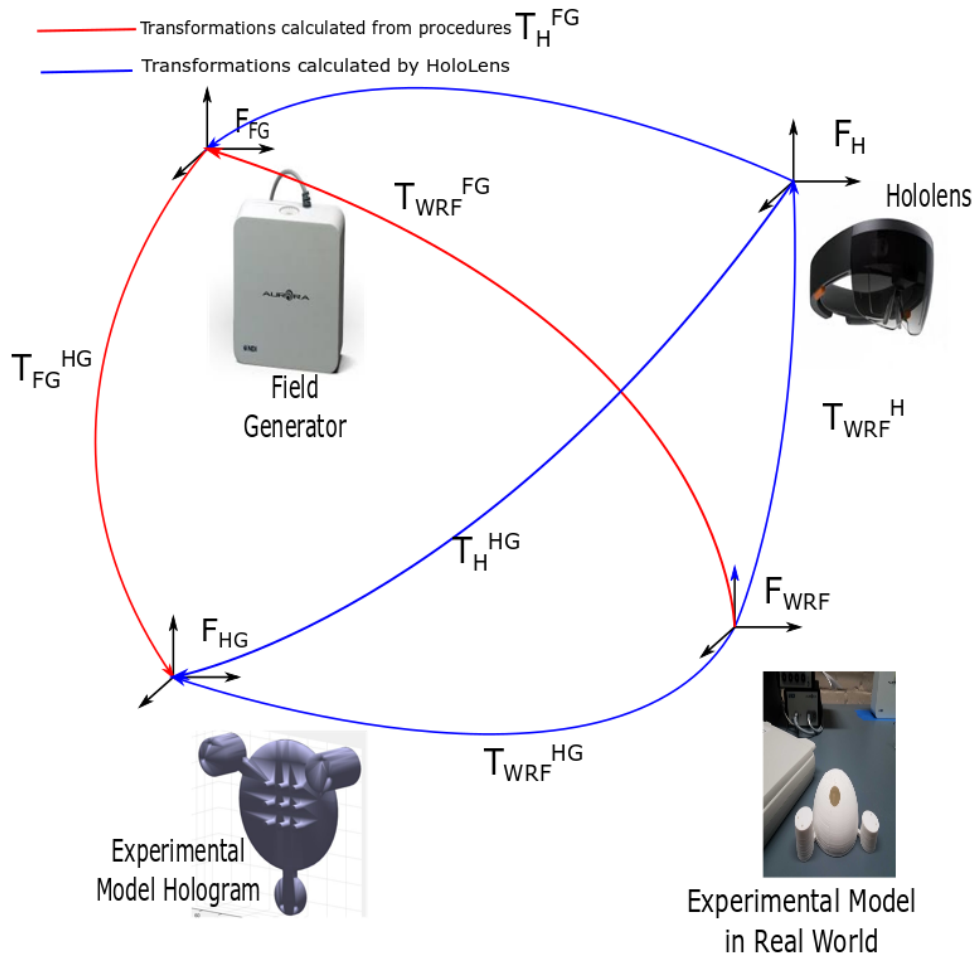 Transformations calculated from procedures T_H^FG
Transformations calculated by HoloLens
F_FG
F_H
T_WRF^FG
Hololens
AURORA
NDI
T_FG^HG
Field
Generator
T_WRF^H
T_H^HG
F_WRF
F_HG
T_WRF^HG
Experimental
Model Hologram
Experimental Model
in Real World